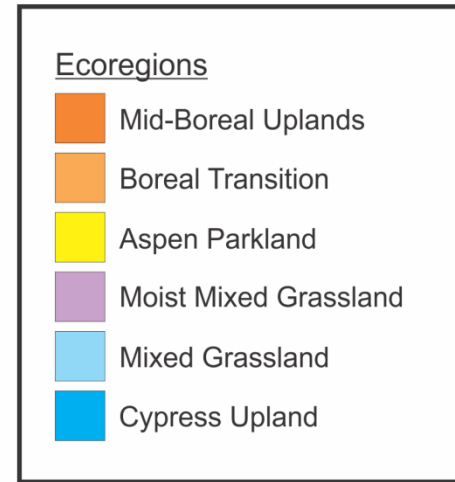 Ecoregions
Mid-Boreal Uplands
Boreal Transition
Aspen Parkland
Moist Mixed Grassland
Mixed Grassland
Cypress Upland